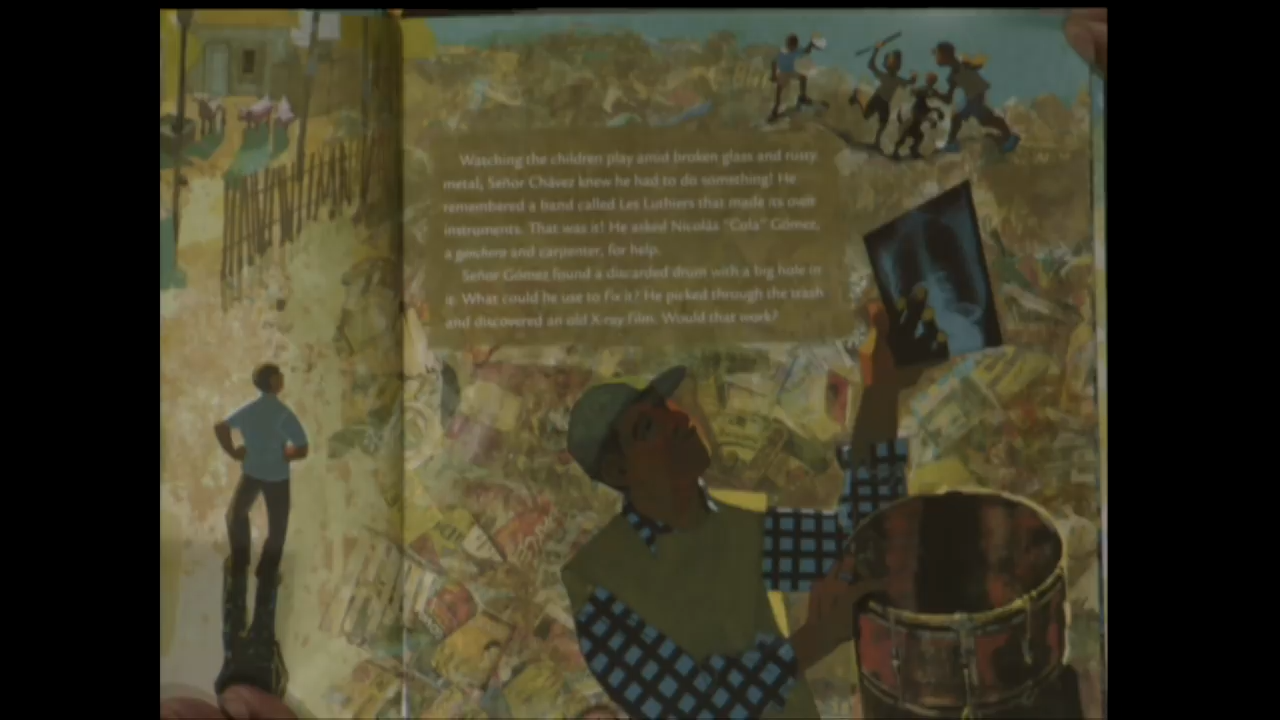 Watching the children play amid broken glass and rusty
metal, Señor Chávez knew he had to do something! He
remembered a band called Les Luthiers that made its own
instruments. That was it! He asked Nicolás "Cola" Gómez,
a ganchero and carpenter, for help.
Señor Gómez found a discarded drum with a big hole in
it. What could he use to fix it? He picked through the trash
and discovered an old X-ray film. Would that work?